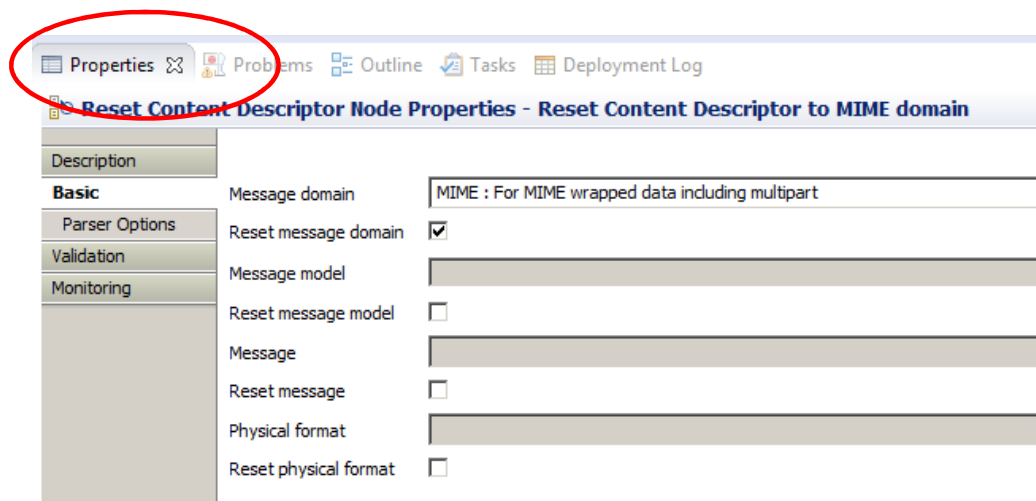 Properties Problems Outline Tasks Deployment Log
Reset Content Descriptor Node Properties - Reset Content Descriptor to MIME domain
Description
Basic
Parser Options
Validation
Monitoring
Message domain MIME : For MIME wrapped data including multipart
Reset message domain
Message model
Reset message model
Message
Reset message
Physical format
Reset physical format